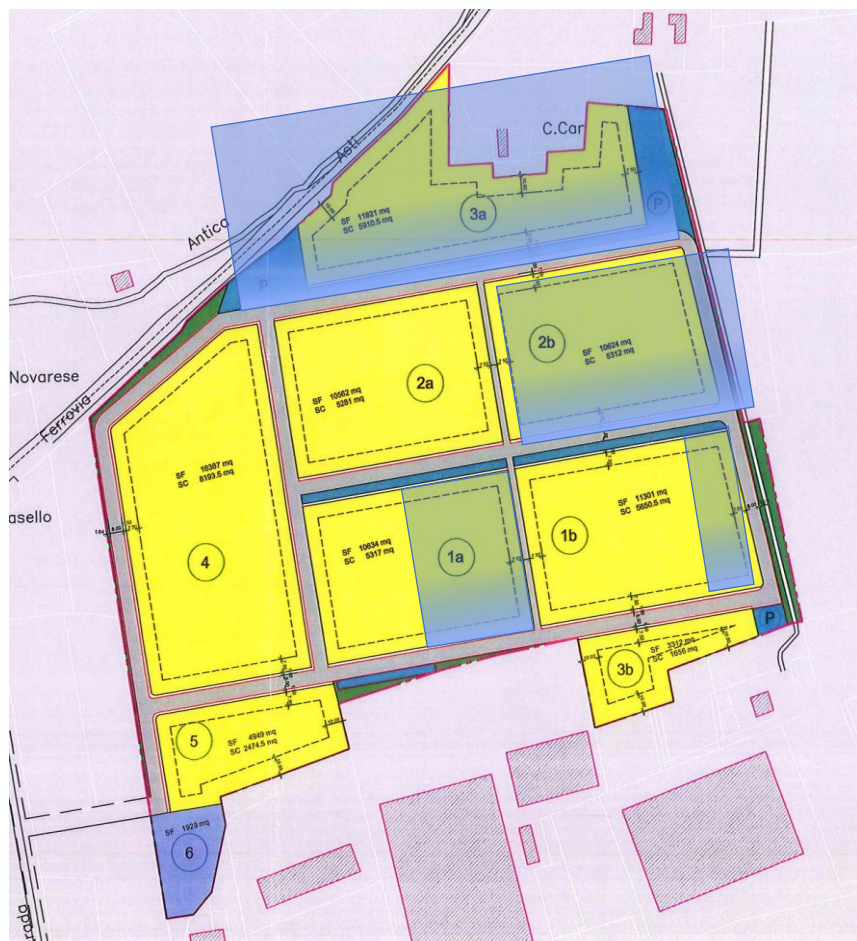 C.Car
Asti
Antica
P
SF 11821 mq
SC 5910.5 mq
3a
P
Novarese
Ferrovia
2b
SF 10624 mq
SC 5312 mq
SF 10562 mq
SC 5281 mq
2a
SF 16387 mq
SC 8193.5 mq
4
asello
SF 10634 mq
SC 5317 mq
1a
1b
SF 11301 mq
SC 5650.5 mq
P
SF 3312 mq
SC 1656 mq
3b
5
SF 4949 mq
SC 2474.5 mq
SF 1929 mq
6
rada